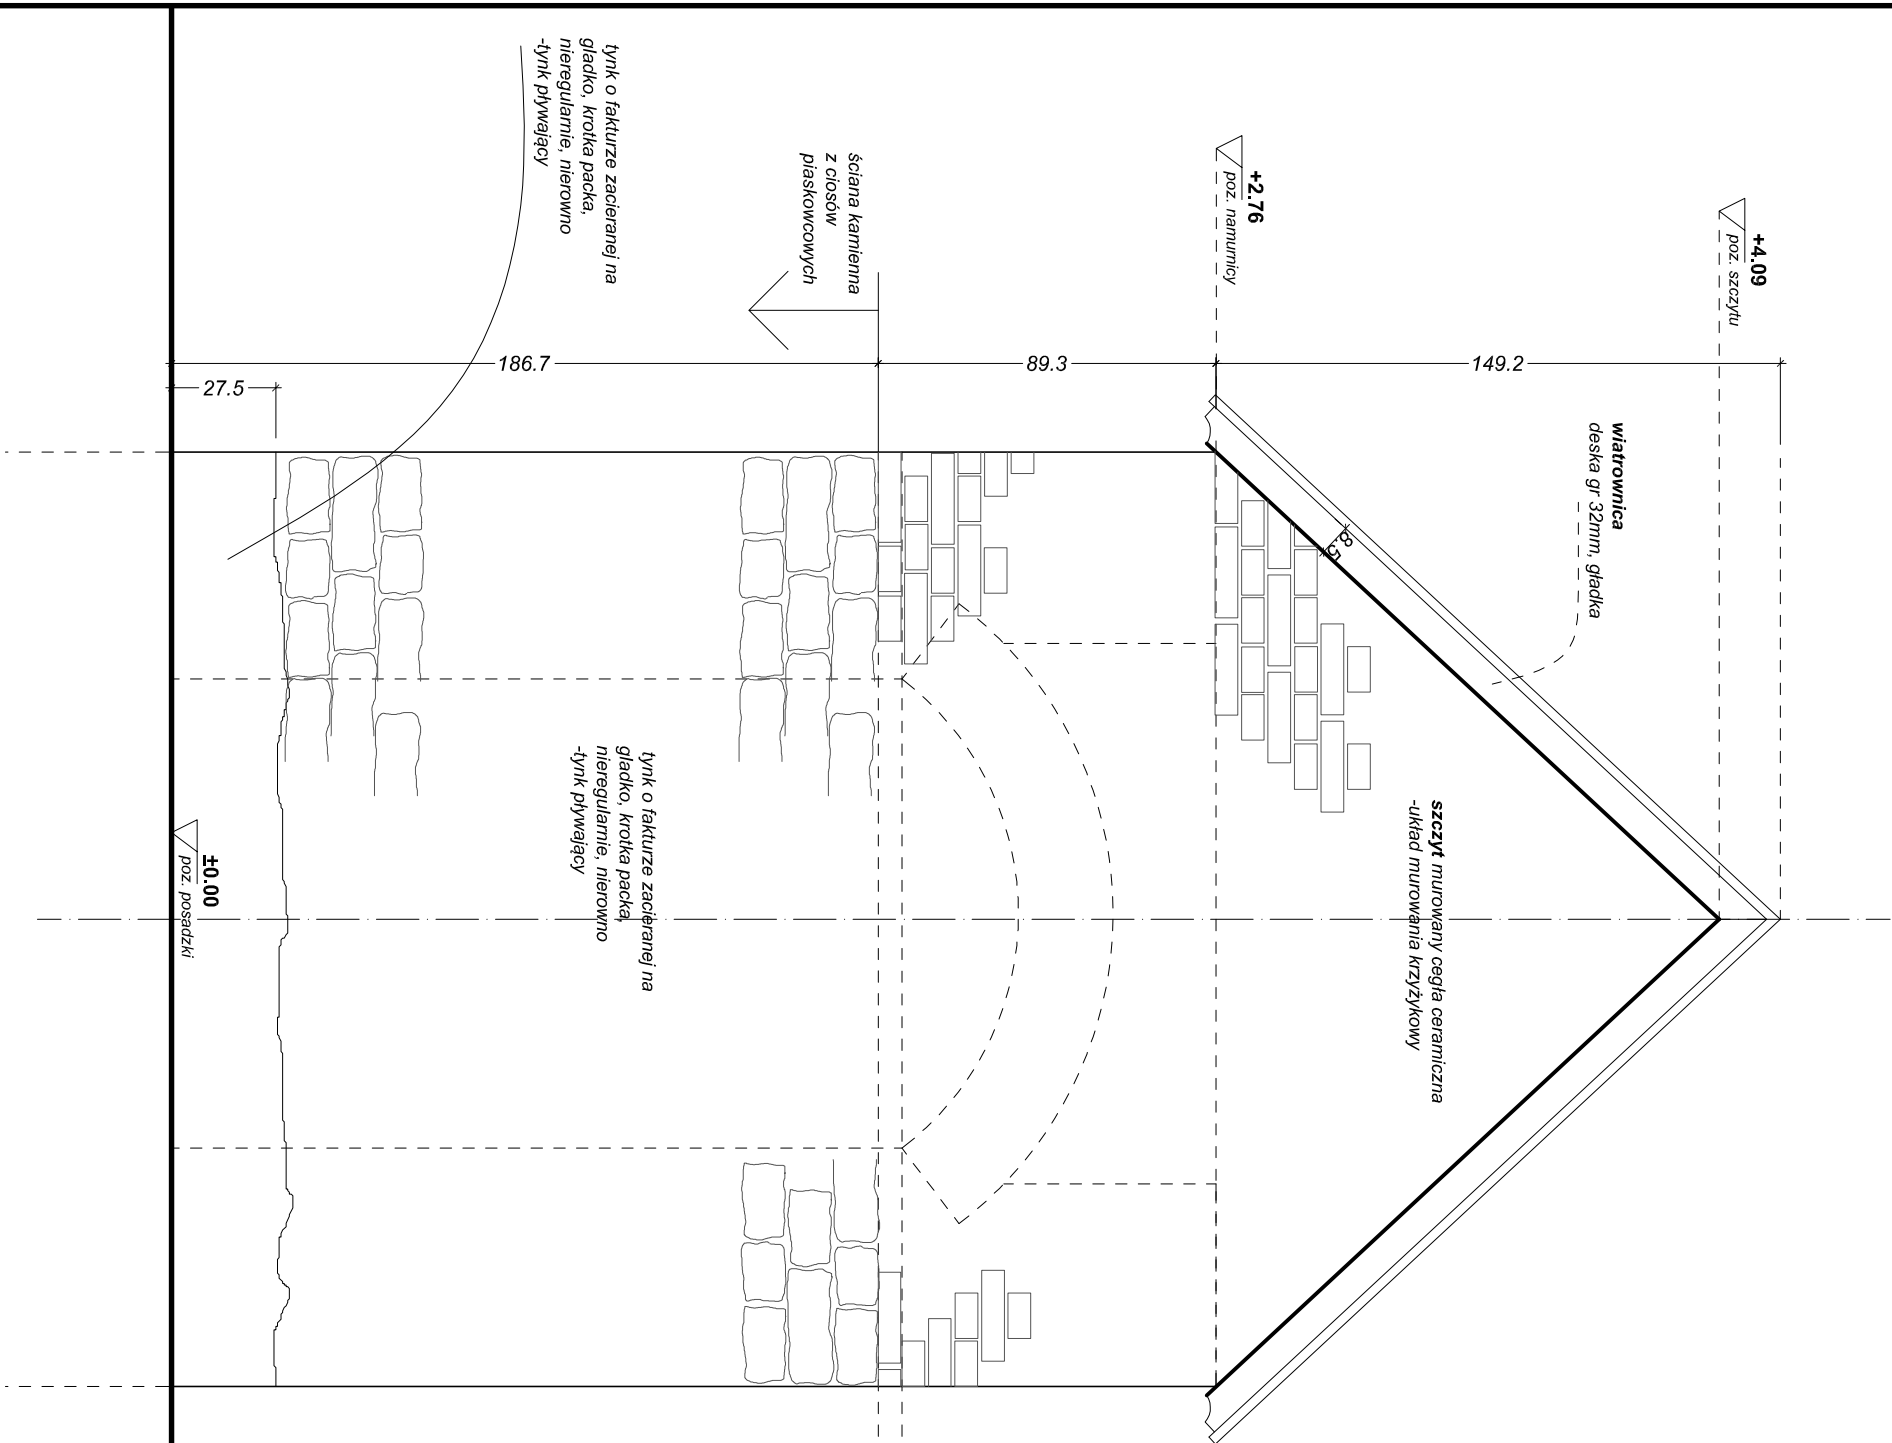 +4.09
poz. szczytu
+2.76
poz. namurnicy
wiatrownica
deska gr 32mm, gładka
ściana kamienna
z ciosów
piaskowcowych
tynk o fakturze zacieranej na
gladko, krotka packa,
nieregularnie, nierowno
-tynk pływający
186.7
89.3
149.2
27.5
8.5
szczyt murowany cegła ceramiczna
-układ murowania krzyżykowy
tynk o fakturze zacieranej na
gladko, krotka packa,
nieregularnie, nierowno
-tynk pływający
±0.00
poz. posadzki